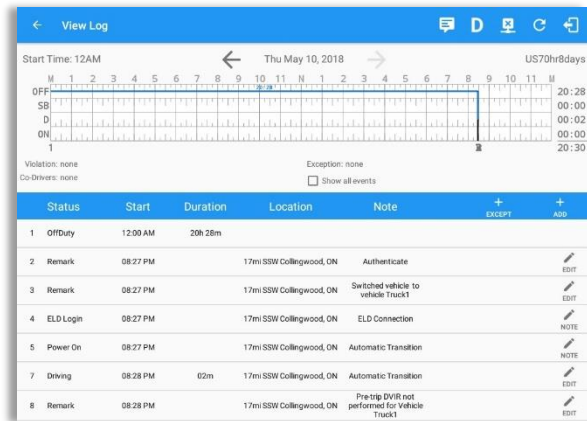 View Log
D
Start Time: 12AM
Thu May 10, 2018
US70hr8days
M 1 2 3 4 5 6 7 8 9 10 11 N 1 2 3 4 5 6 7 8 9 10 11 M
OFF 20:28 20:28
SB 00:00
D 00:02
ON 00:00
1 20:30
Violation: none
Exception: none
Co-Drivers: none
Show all events
Status Start Duration Location Note + EXCEPT + ADD
1 OffDuty 12:00 AM 20h 28m
2 Remark 08:27 PM 17mi SSW Collingwood, ON Authenticate EDIT
3 Remark 08:27 PM 17mi SSW Collingwood, ON Switched vehicle to
vehicle Truck1 EDIT
4 ELD Login 08:27 PM 17mi SSW Collingwood, ON ELD Connection NOTE
5 Power On 08:27 PM 17mi SSW Collingwood, ON Automatic Transition NOTE
7 Driving 08:28 PM 02m 17mi SSW Collingwood, ON Automatic Transition EDIT
8 Remark 08:28 PM 17mi SSW Collingwood, ON Pre-trip DVIR not
performed for Vehicle
Truck1 EDIT